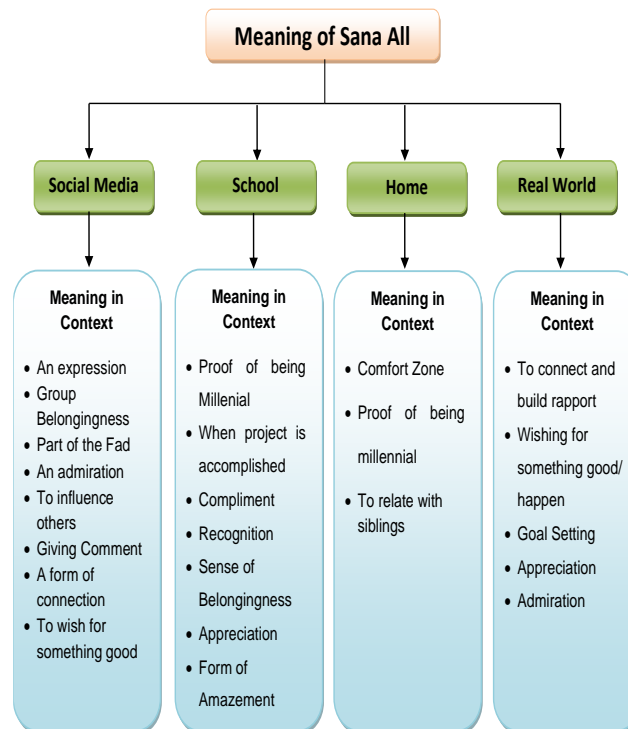 Meaning of Sana All
Social Media
School
Home
Real World
Meaning in
Context
• An expression
• Group
Belongingness
• Part of the Fad
• An admiration
• To influence
others
• Giving Comment
• A form of
connection
• To wish for
something good
Meaning in
Context
• Proof of being
Millenial
• When project is
accomplished
• Compliment
• Recognition
• Sense of
Belongingness
• Appreciation
• Form of
Amazement
Meaning in
Context
• Comfort Zone
• Proof of being
millennial
• To relate with
siblings
Meaning in
Context
• To connect and
build rapport
• Wishing for
something good/
happen
• Goal Setting
• Appreciation
• Admiration